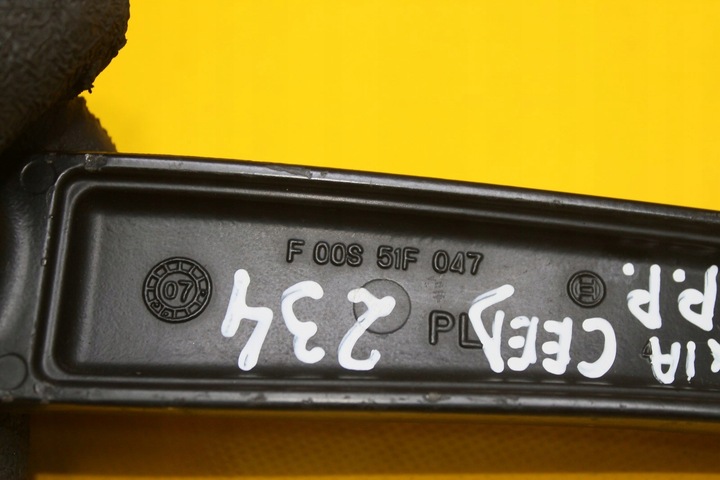 F 00S 51F 047
07
PL
P.P.
KIA CEED
234